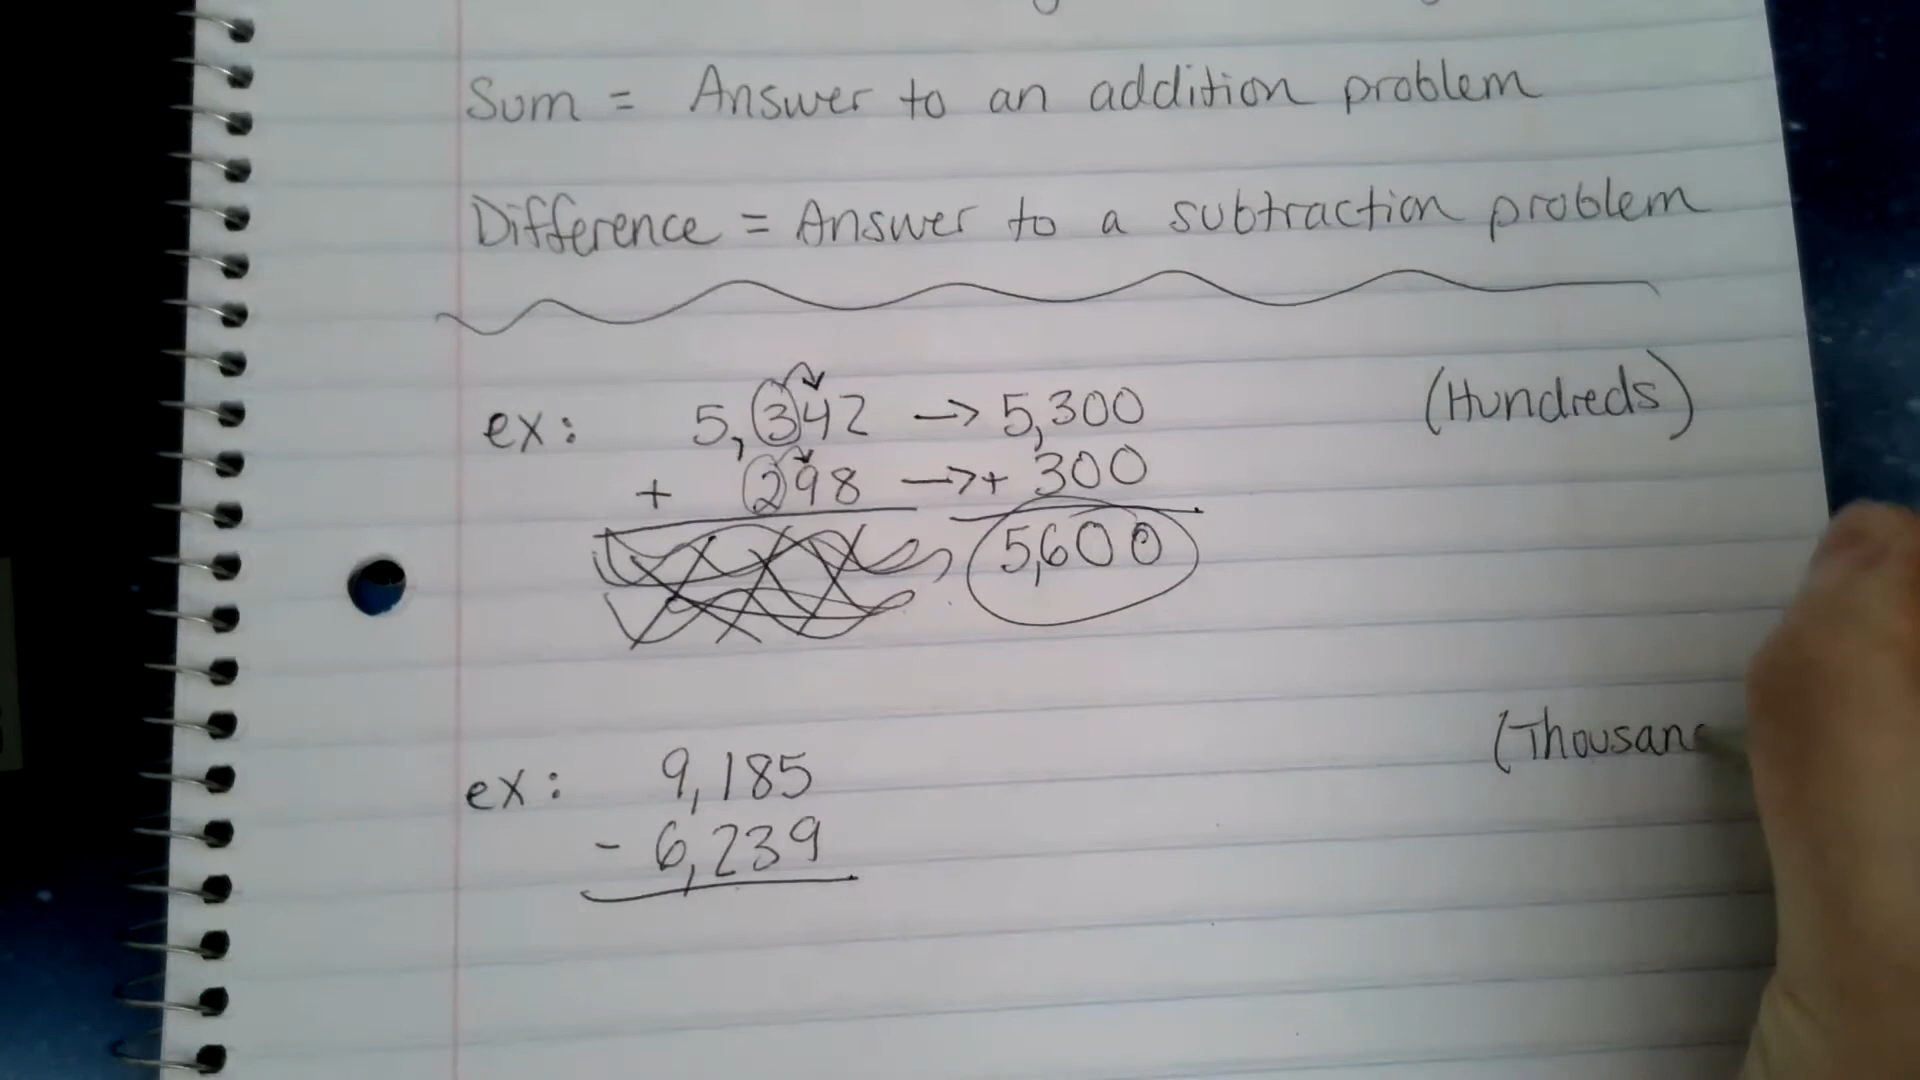 Sum = Answer to an addition problem
Difference = Answer to a subtraction problem
ex: 5,342 → 5,300 (Hundreds)
+ 298 → + 300
5,600
ex: 9,185 (Thousan
- 6,239